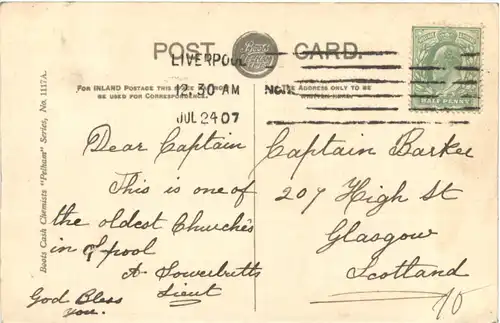 POST CARD.
LIVERPOOL
12.30 AM
JUL 24 07
FOR INLAND POSTAGE THIS
BE USED FOR CORRESPONDENCE.
ADDRESS ONLY TO BE
HALF PENNY
Boots Cash Chemists "Pelham" Series, No. 1117A.
Dear Captain
This is one of
the oldest Churches
in L'pool
A Sowerbutts
Lieut
God Bless
you.
Captain Barker
207 High St
Glasgow
Scotland